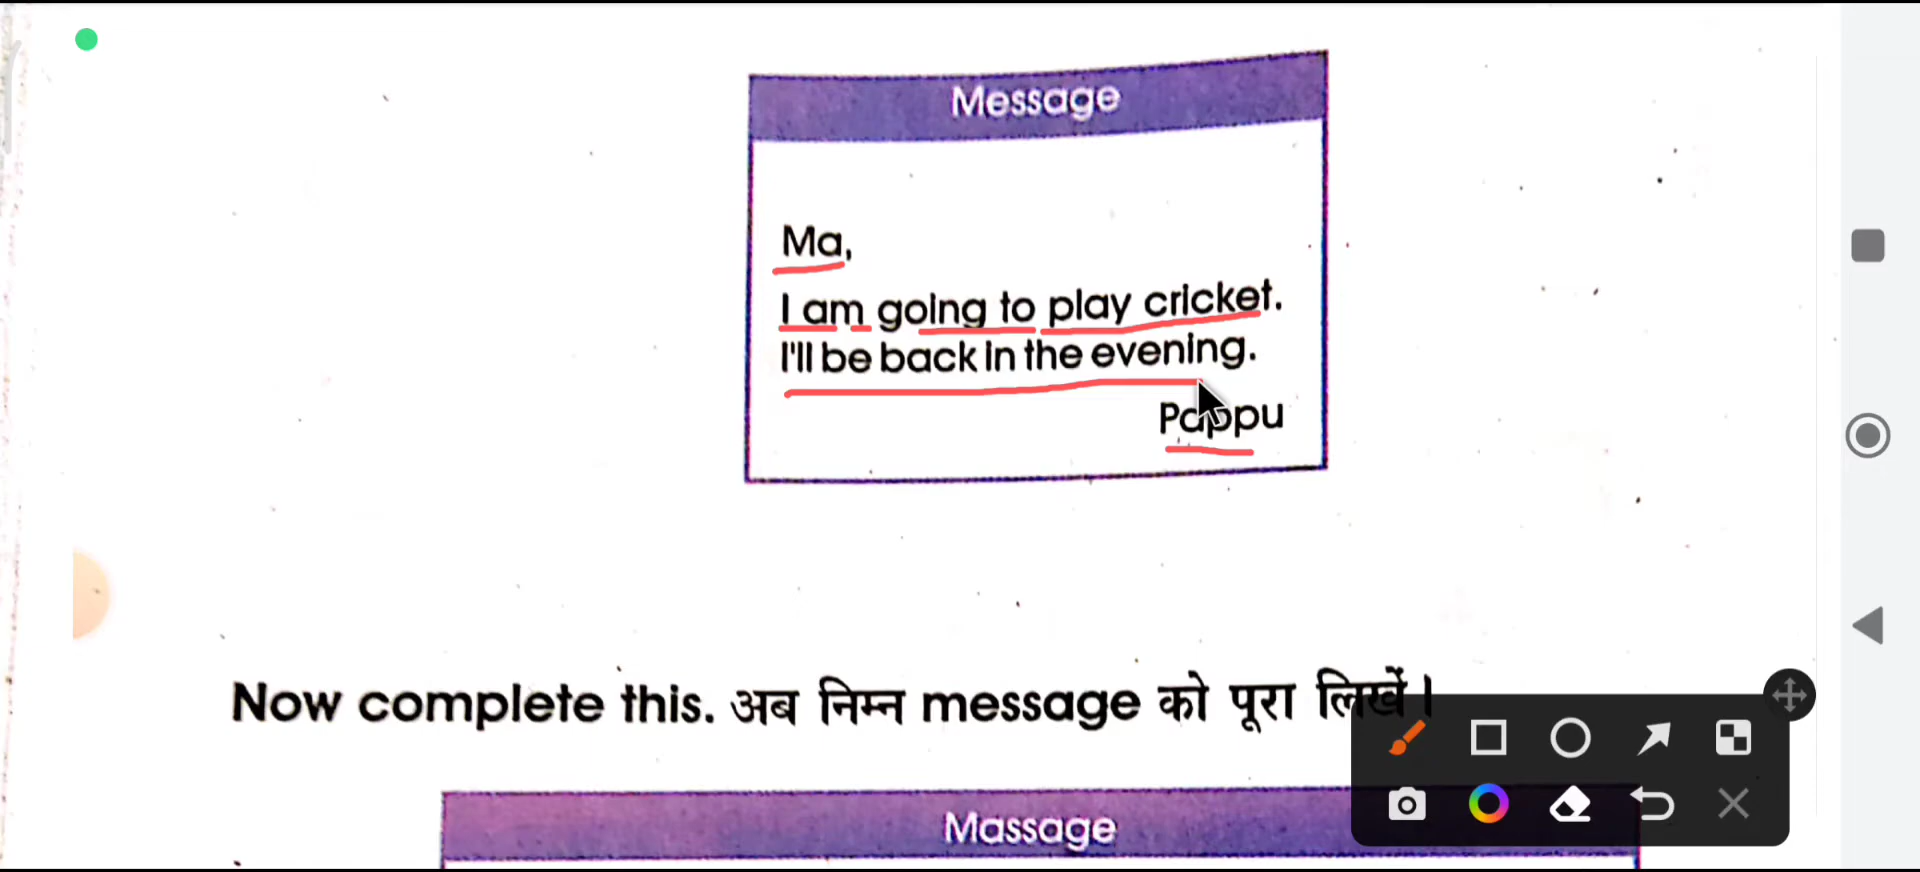 Message
Ma,
I am going to play cricket.
I'll be back in the evening.
Pappu
Now complete this. अब निम्न message को पूरा लिखें।
Massage